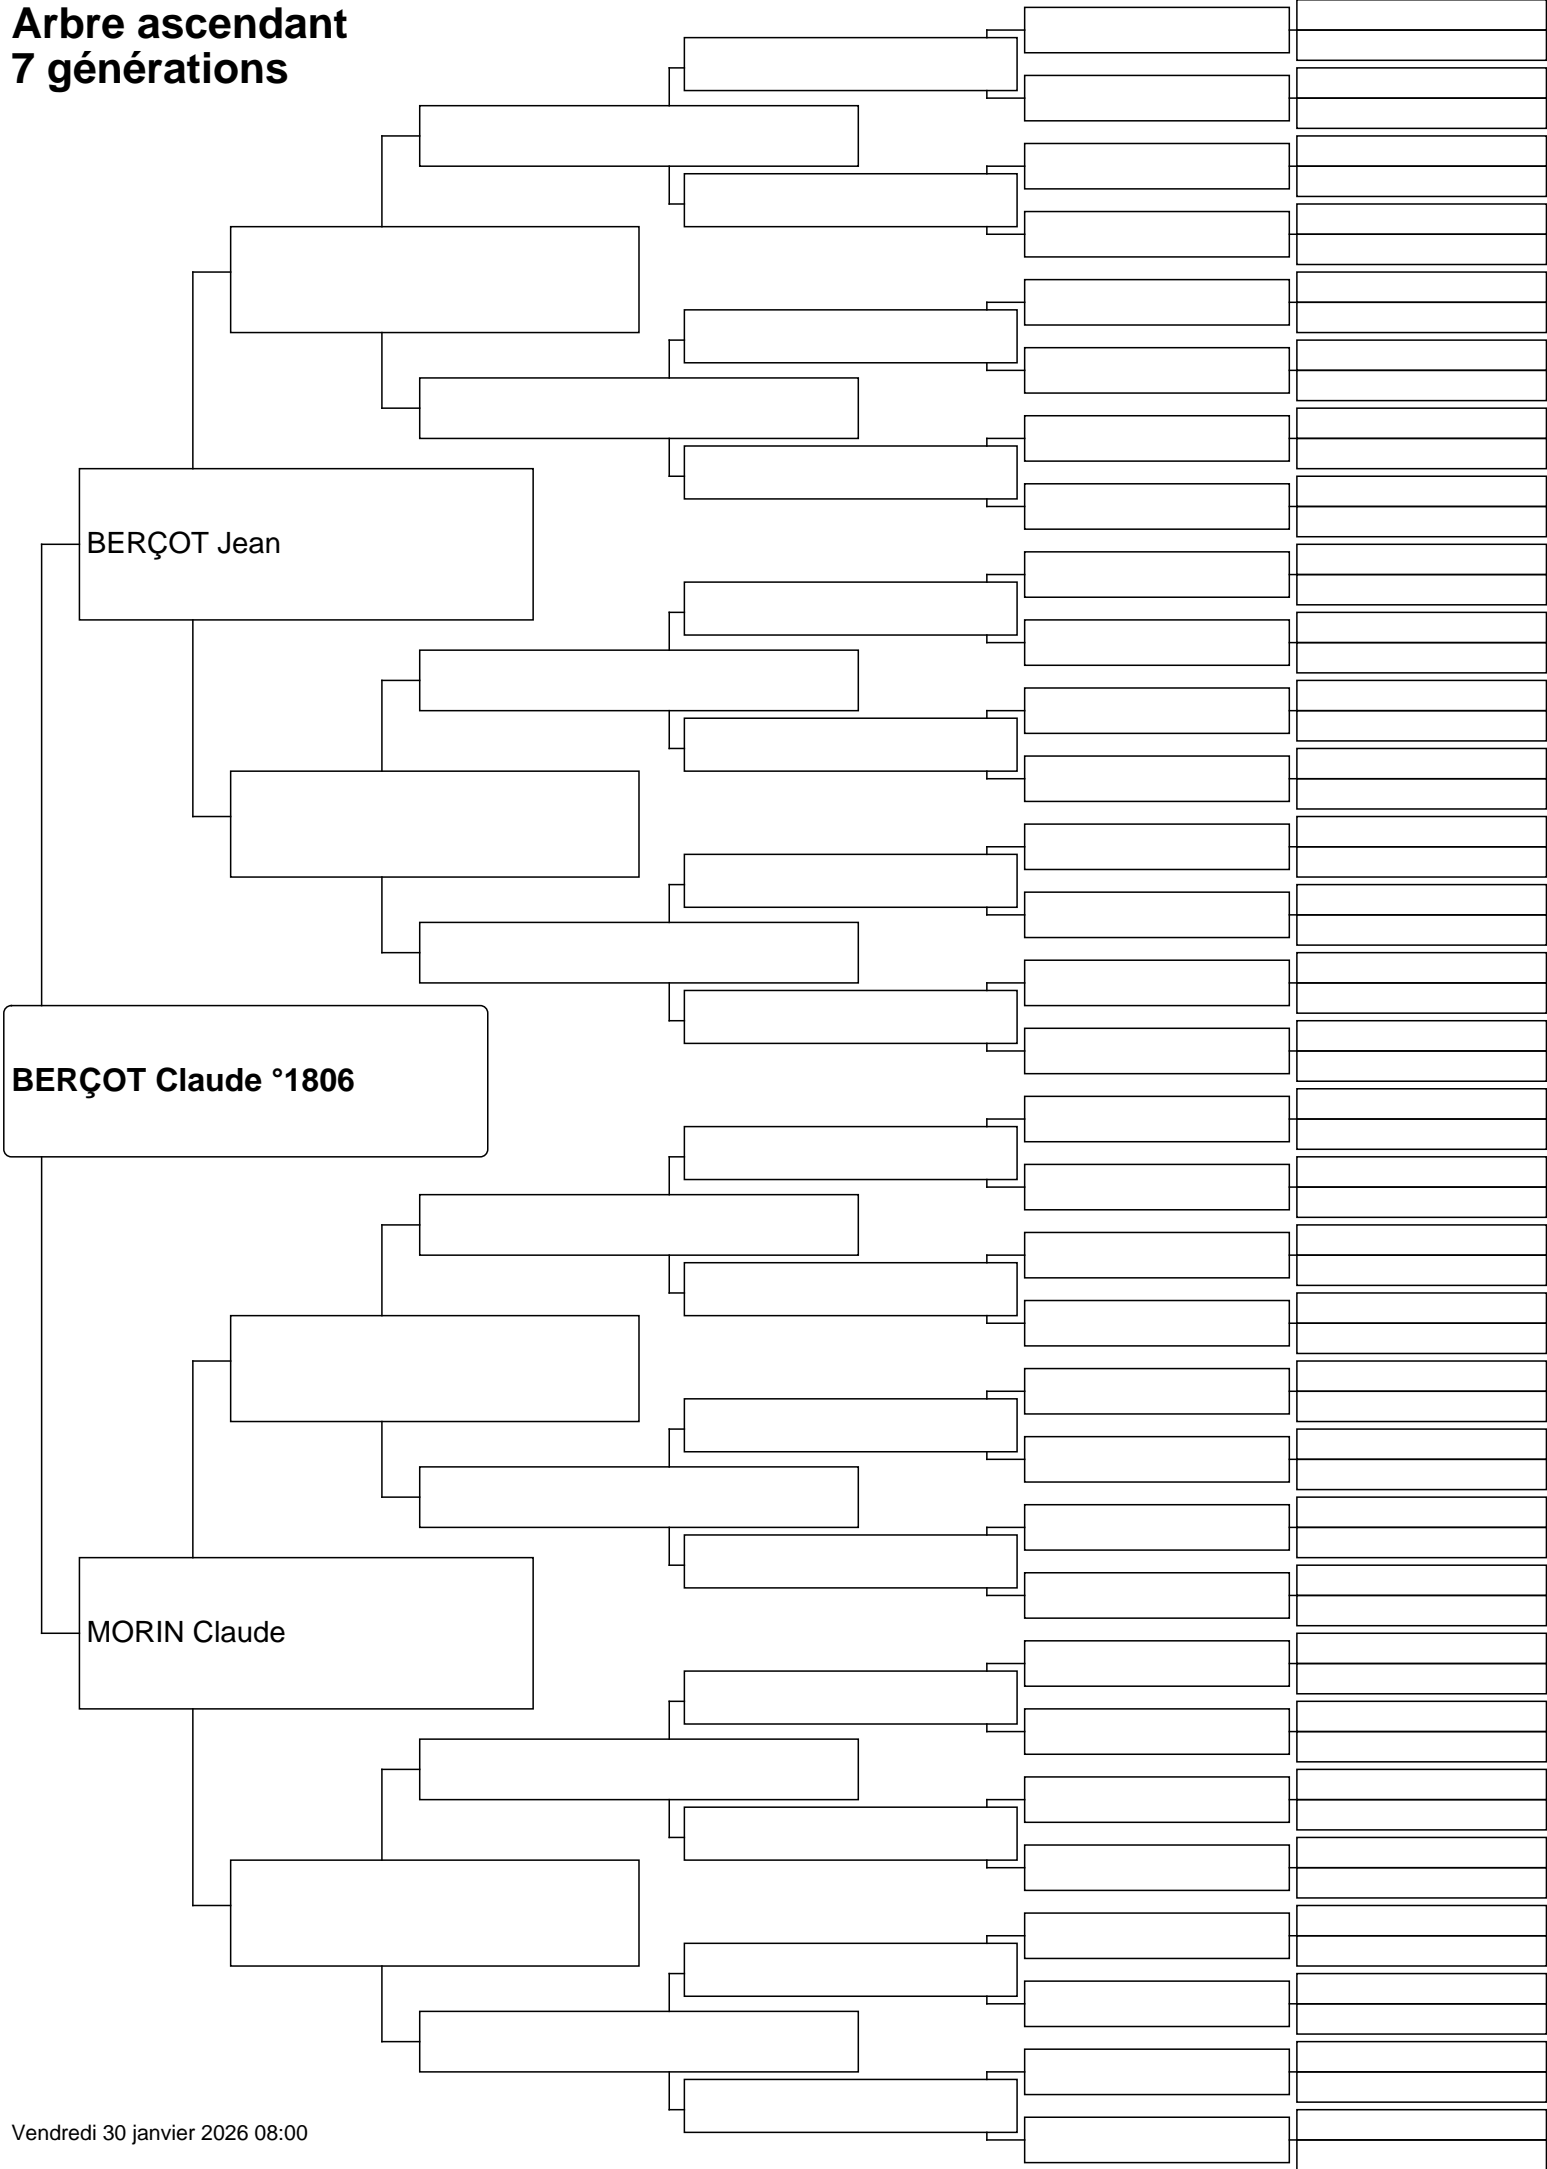 Arbre ascendant
7 générations
BERÇOT Jean
BERÇOT Claude °1806
MORIN Claude
Vendredi 30 janvier 2026 08:00